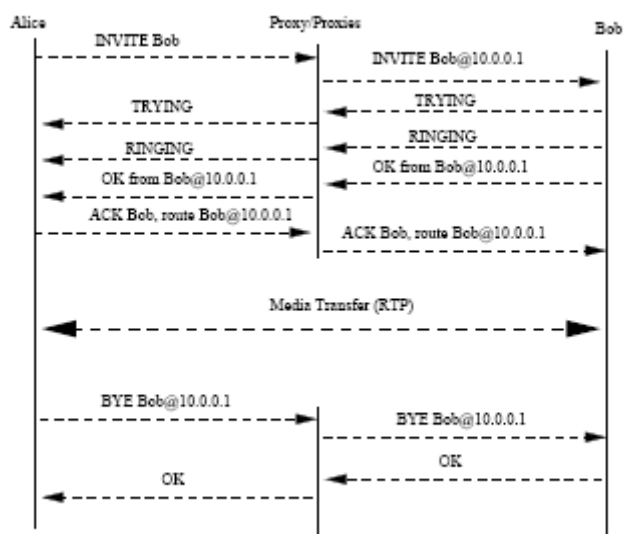 Alice
Proxy/Proxies
Bob
INVITE Bob
INVITE Bob@10.0.0.1
TRYING
TRYING
RINGING
RINGING
OK from Bob@10.0.0.1
OK from Bob@10.0.0.1
ACK Bob, route Bob@10.0.0.1
ACK Bob, route Bob@10.0.0.1
Media Transfer (RTP)
BYE Bob@10.0.0.1
BYE Bob@10.0.0.1
OK
OK